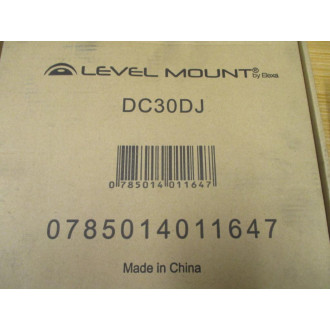 LEVEL MOUNT® by Elexa
DC30DJ
0 785014 011647
0785014011647
Made in China